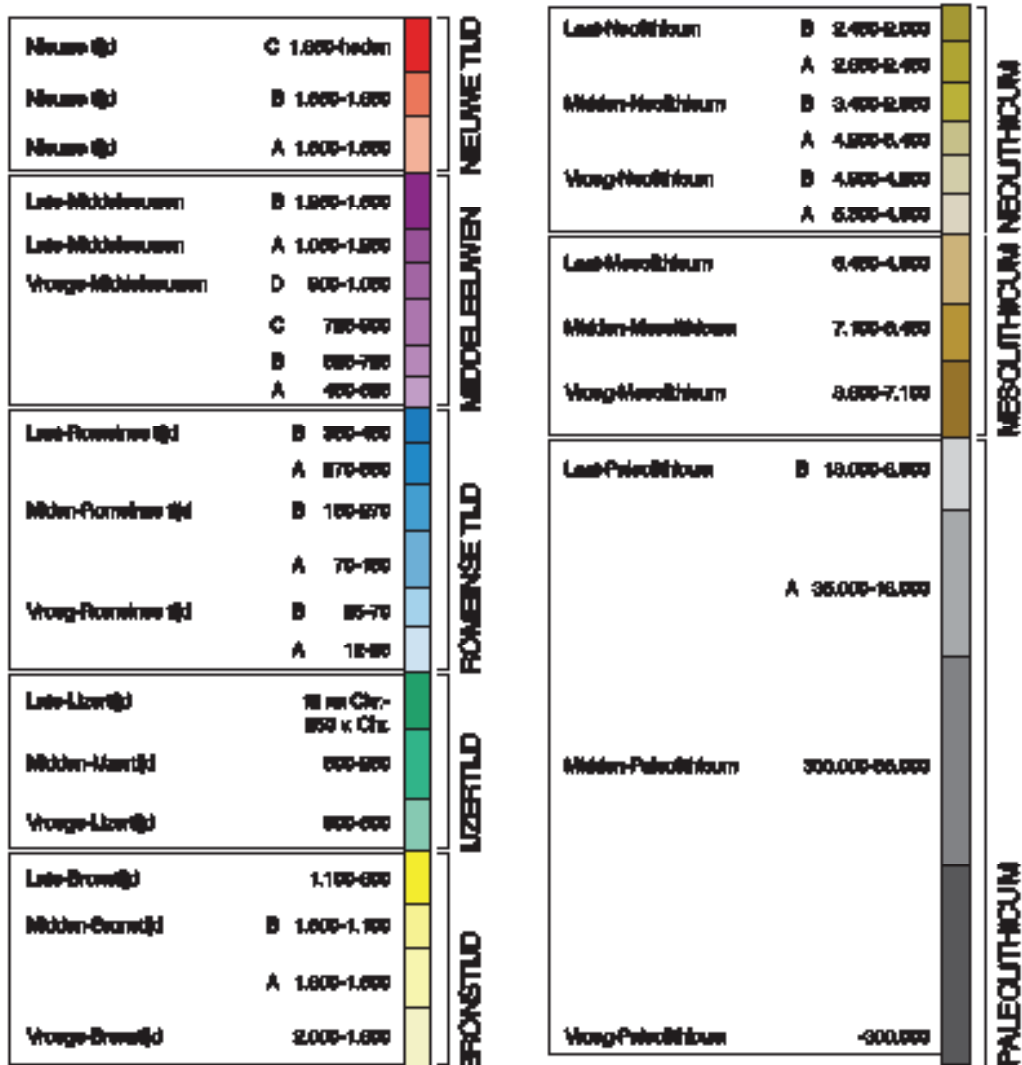 Nieuwe tijd C 1.850-heden
Nieuwe tijd B 1.650-1.850
Nieuwe tijd A 1.500-1.650
NIEUWE TIJD
Late-Middeleeuwen B 1.250-1.500
Late-Middeleeuwen A 1.050-1.250
Vroege-Middeleeuwen D 900-1.050
C 725-900
B 525-725
A 450-525
MIDDELEEUWEN
Laat-Romeinse tijd B 350-450
A 270-350
Miden-Romeinse tijd B 150-270
A 70-150
Vroeg-Romeinse tijd B 25-70
A 12-25
ROMEINSE TIJD
Late-IJzertijd
250 v. Chr.
Midden-IJzertijd 500-250
Vroege-IJzertijd 800-500
IJZERTIJD
Late-Bronstijd 1.100-800
Midden-Bronstijd B 1.500-1.100
A 1.800-1.500
Vroege-Bronstijd 2.000-1.800
BRONSTIJD
Laat-Neolithicum B 2.450-2.000
A 2.850-2.450
Midden-Neolithicum B 3.400-2.850
A 4.200-3.400
Vroeg-Neolithicum B 4.900-4.200
A 5.300-4.900
NEOLITHICUM
Laat-Mesolithicum 6.450-4.900
Midden-Mesolithicum 7.100-6.450
Vroeg-Mesolithicum 8.800-7.100
MESOLITHICUM
Laat-Paleolithicum B 18.000-8.800
A 35.000-18.000
Midden-Paleolithicum 300.000-35.000
Vroeg-Paleolithicum -300.000
PALEOLITHICUM